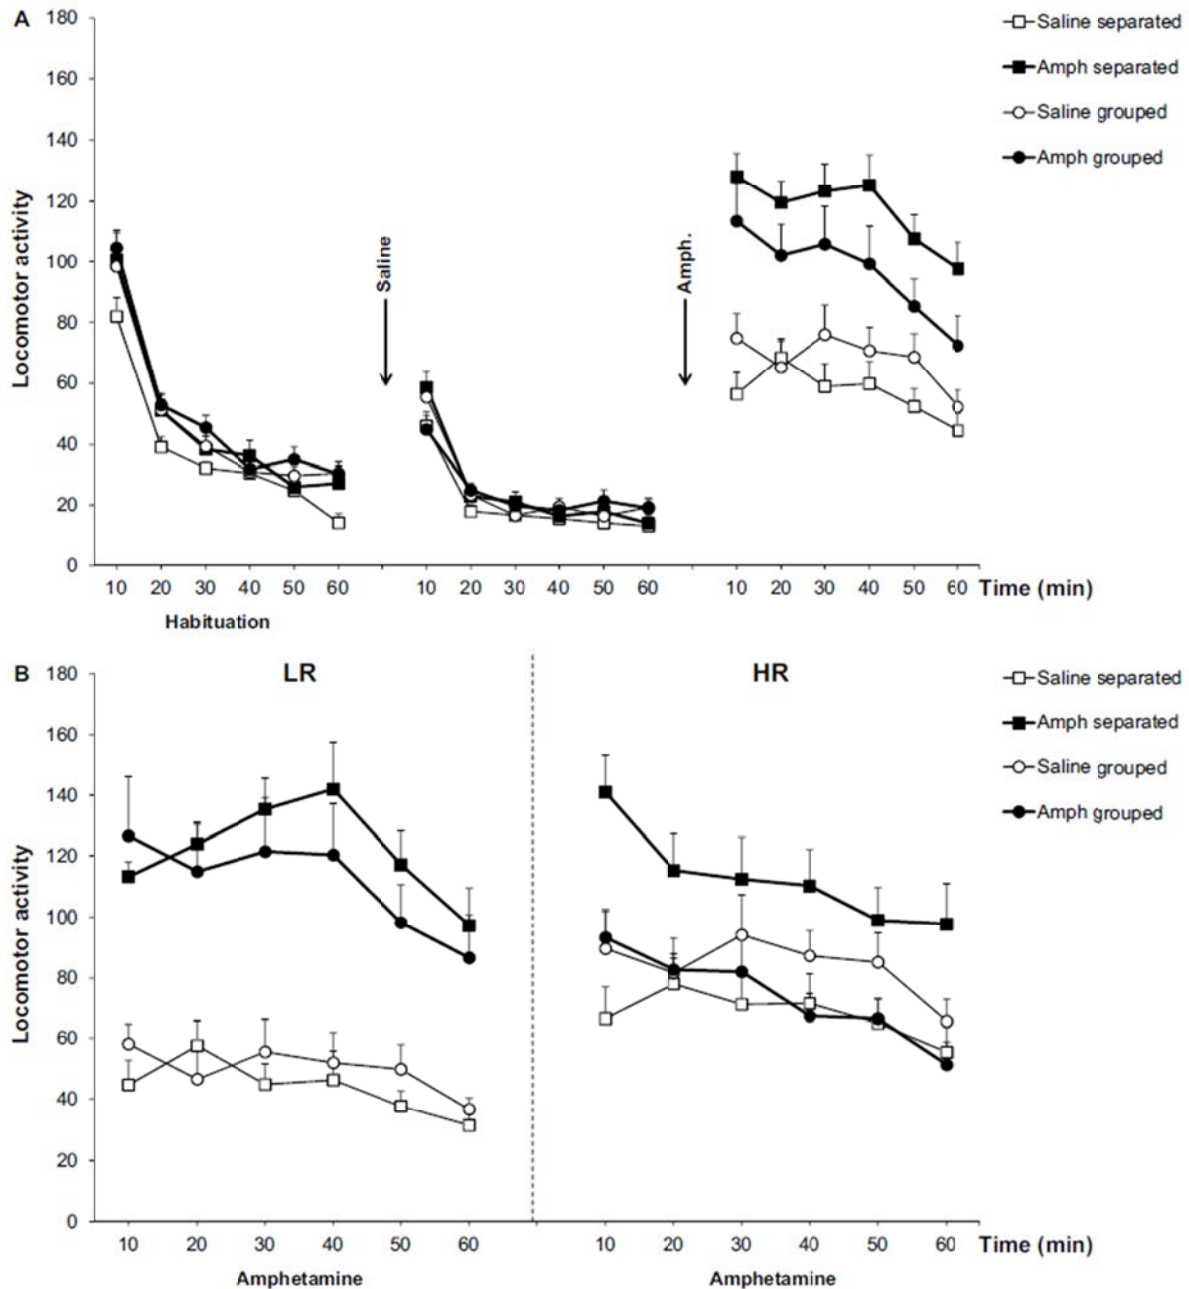 A
180
160
140
120
100
80
60
40
20
0
Locomotor activity
Saline
Amph.
Saline separated
Amph separated
Saline grouped
Amph grouped
10 20 30 40 50 60 10 20 30 40 50 60 10 20 30 40 50 60 Time (min)
Habituation
B
LR
HR
180
160
140
120
100
80
60
40
20
0
Locomotor activity
Saline separated
Amph separated
Saline grouped
Amph grouped
10 20 30 40 50 60 10 20 30 40 50 60 Time (min)
Amphetamine
Amphetamine